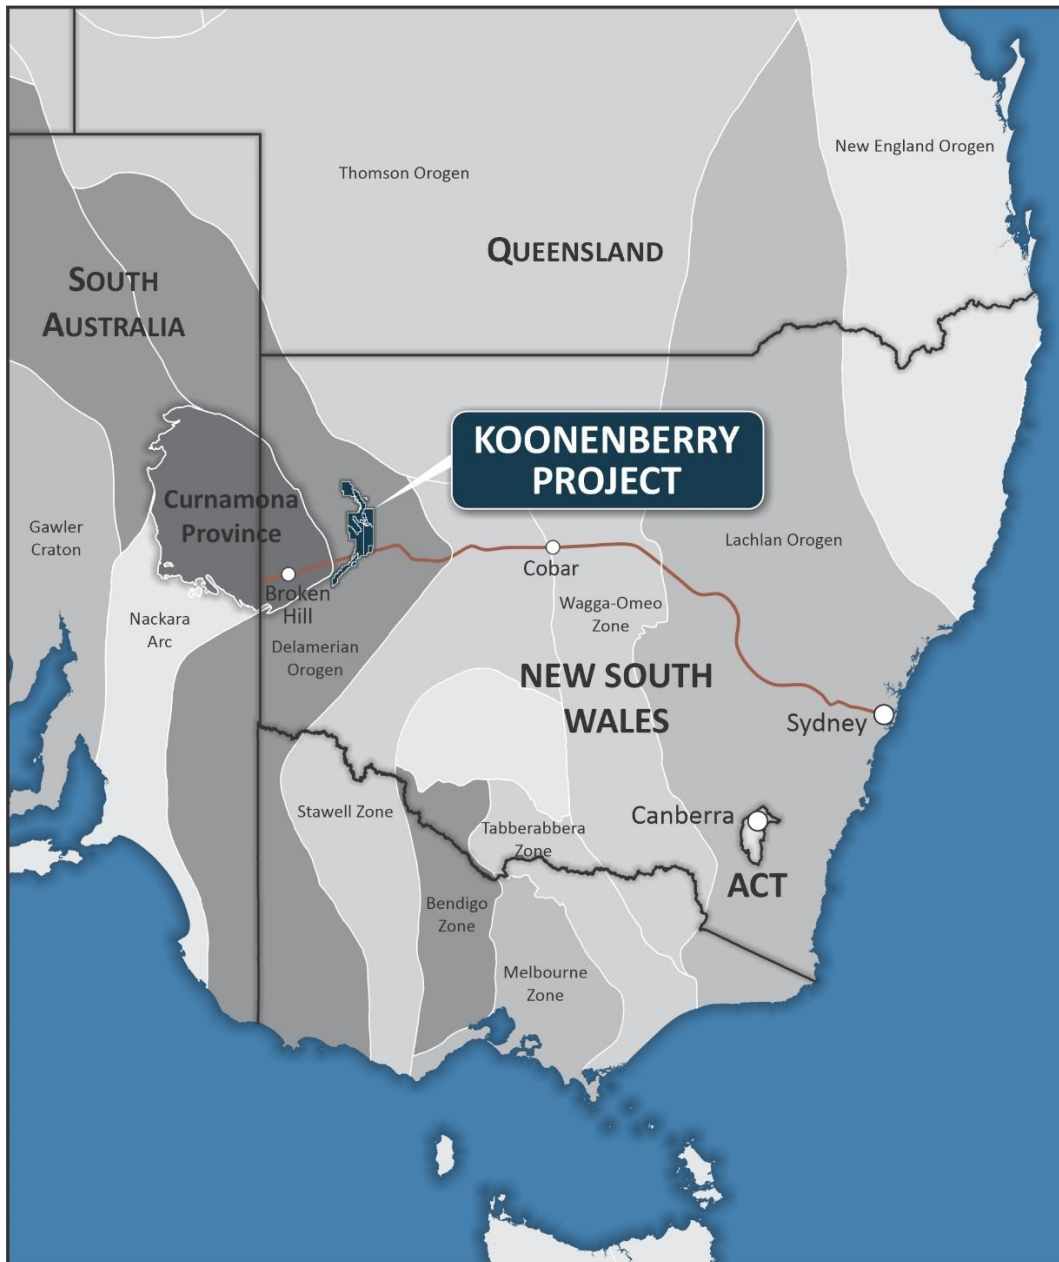 New England Orogen
Thomson Orogen
QUEENSLAND
SOUTH
AUSTRALIA
KOONENBERRY
PROJECT
Curnamona
Province
Gawler
Craton
Lachlan Orogen
Cobar
Broken
Hill
Wagga-Omeo
Zone
Nackara
Arc
Delamerian
Orogen
NEW SOUTH
WALES
Sydney
Stawell Zone
Canberra
Tabberabbera
Zone
ACT
Bendigo
Zone
Melbourne
Zone